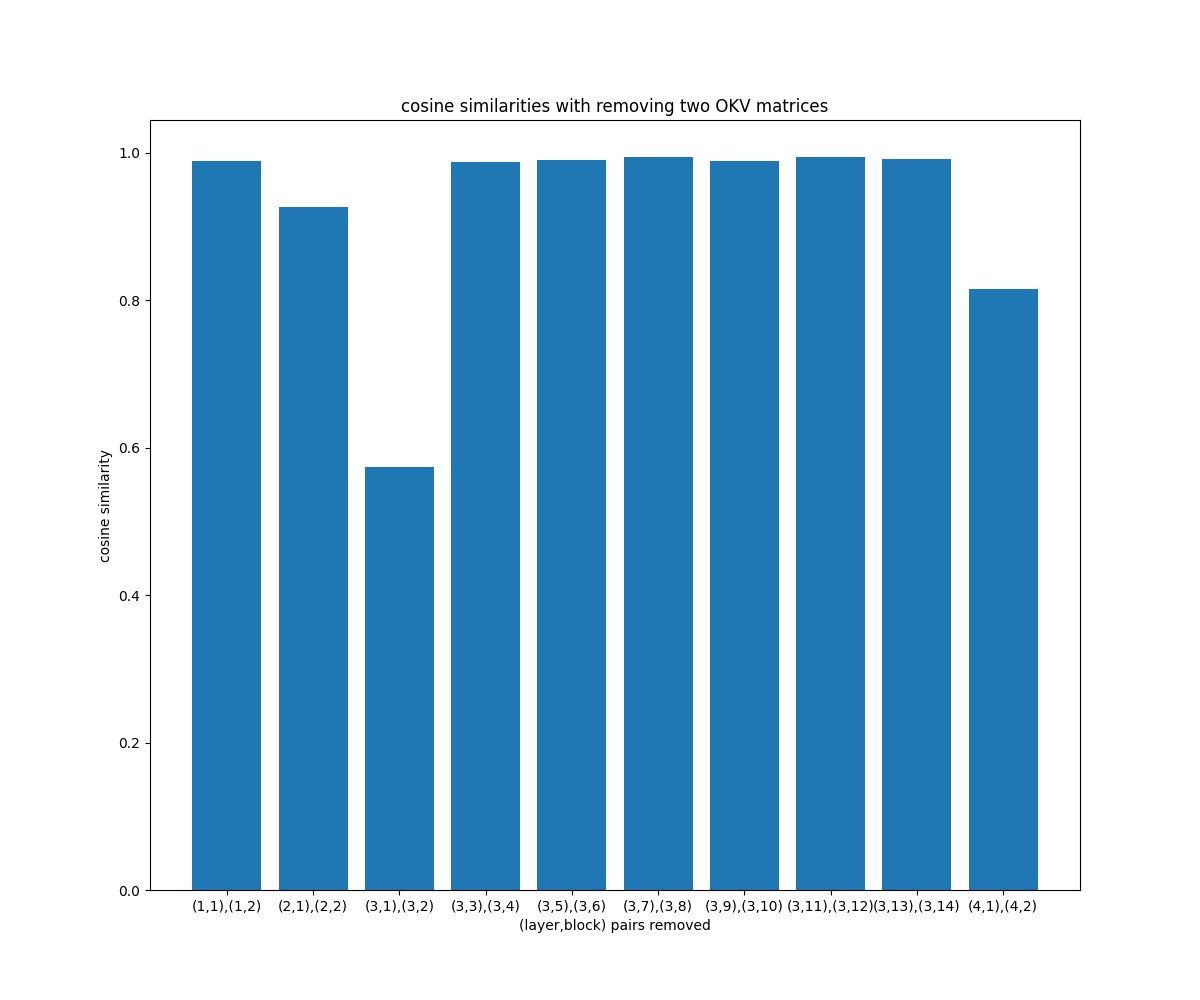 cosine similarities with removing two OKV matrices
1.0
0.8
0.6
0.4
0.2
0.0
cosine similarity
(1,1),(1,2) (2,1),(2,2) (3,1),(3,2) (3,3),(3,4) (3,5),(3,6) (3,7),(3,8) (3,9),(3,10) (3,11),(3,12) (3,13),(3,14) (4,1),(4,2)
(layer,block) pairs removed